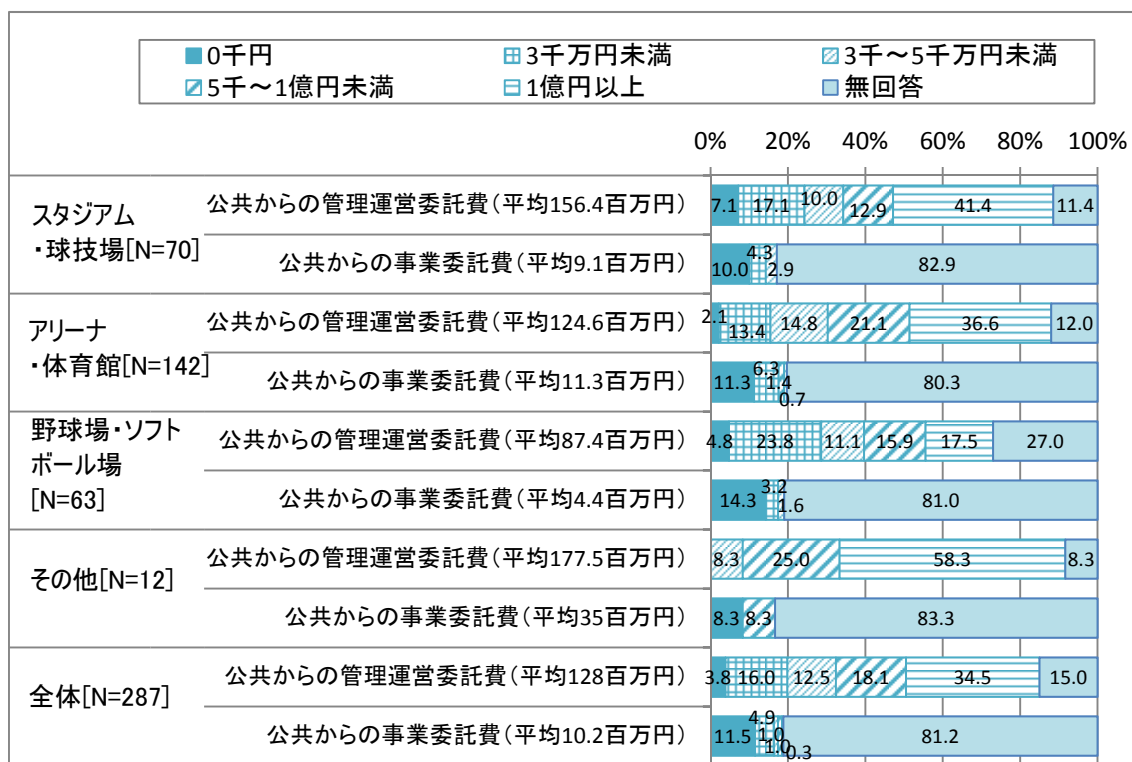 0千円 3千万円未満 3千～5千万円未満
5千～1億円未満 1億円以上 無回答
0% 20% 40% 60% 80% 100%
スタジアム
・球技場[N=70]
公共からの管理運営委託費（平均156.4百万円）
7.1 17.1 10.0 12.9 41.4 11.4
公共からの事業委託費（平均9.1百万円）
10.0 4.3 2.9 82.9
アリーナ
・体育館[N=142]
公共からの管理運営委託費（平均124.6百万円）
2.1 13.4 14.8 21.1 36.6 12.0
公共からの事業委託費（平均11.3百万円）
11.3 6.3 1.4 0.7 80.3
野球場・ソフト
ボール場
[N=63]
公共からの管理運営委託費（平均87.4百万円）
4.8 23.8 11.1 15.9 17.5 27.0
公共からの事業委託費（平均4.4百万円）
14.3 3.2 1.6 81.0
その他[N=12]
公共からの管理運営委託費（平均177.5百万円）
8.3 25.0 58.3 8.3
公共からの事業委託費（平均35百万円）
8.3 8.3 83.3
全体[N=287]
公共からの管理運営委託費（平均128百万円）
3.8 16.0 12.5 18.1 34.5 15.0
公共からの事業委託費（平均10.2百万円）
11.5 4.9 1.0 1.0 0.3 81.2